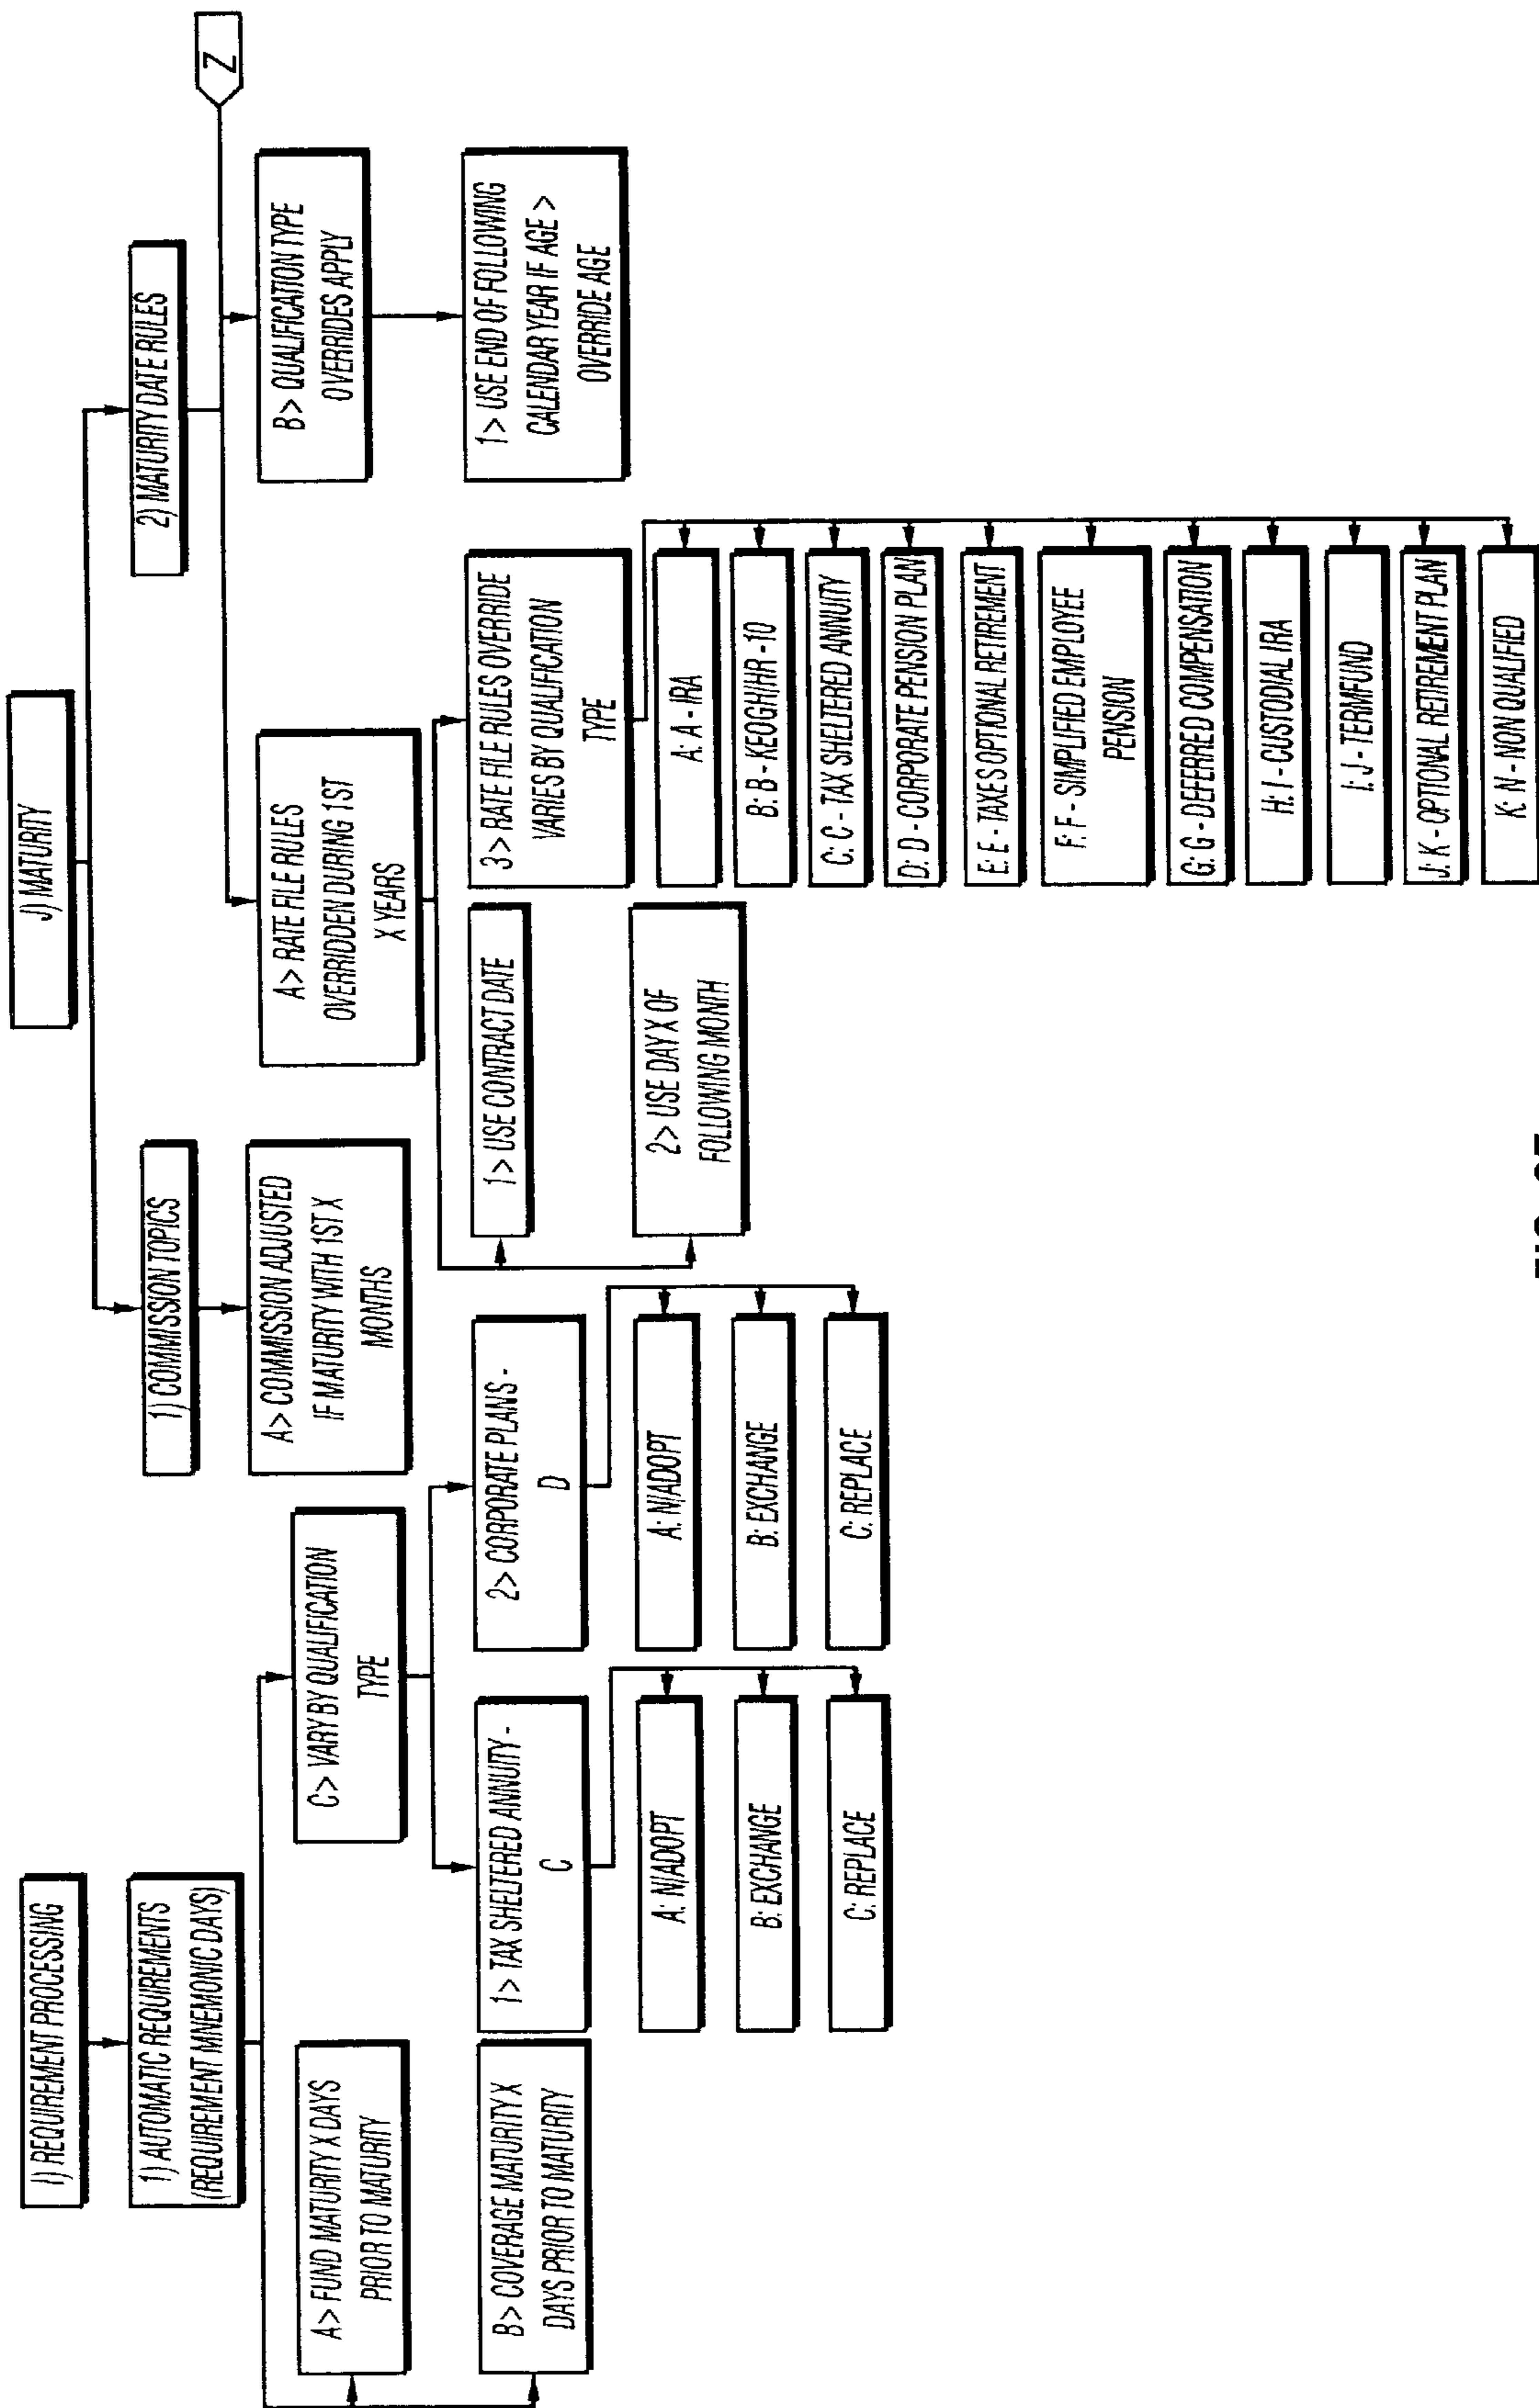 I) REQUIREMENT PROCESSING
1) AUTOMATIC REQUIREMENTS
(REQUIREMENT MNEMONIC DAYS)
A> FUND MATURITY X DAYS
PRIOR TO MATURITY
B> COVERAGE MATURITY X
DAYS PRIOR TO MATURITY
C> VARY BY QUALIFICATION
TYPE
1> TAX SHELTERED ANNUITY -
C
A: N/ADOPT
B: EXCHANGE
C: REPLACE
2> CORPORATE PLANS -
D
A: N/ADOPT
B: EXCHANGE
C: REPLACE
J) MATURITY
1) COMMISSION TOPICS
A> COMMISSION ADJUSTED
IF MATURITY WITH 1ST X
MONTHS
2) MATURITY DATE RULES
Z
A> RATE FILE RULES
OVERRIDDEN DURING 1ST
X YEARS
1> USE CONTRACT DATE
2> USE DAY X OF
FOLLOWING MONTH
3> RATE FILE RULES OVERRIDE
VARIES BY QUALIFICATION
TYPE
A: A - IRA
B: B - KEOGH/HR -10
C: C - TAX SHELTERED ANNUITY
D: D - CORPORATE PENSION PLAN
E: E - TAXES OPTIONAL RETIREMENT
F: F - SIMPLIFIED EMPLOYEE
PENSION
G: G - DEFERRED COMPENSATION
H: I - CUSTODIAL IRA
I: J - TERMFUND
J: K - OPTIONAL RETIREMENT PLAN
K: N - NON QUALIFIED
B> QUALIFICATION TYPE
OVERRIDES APPLY
1> USE END OF FOLLOWING
CALENDAR YEAR IF AGE >
OVERRIDE AGE